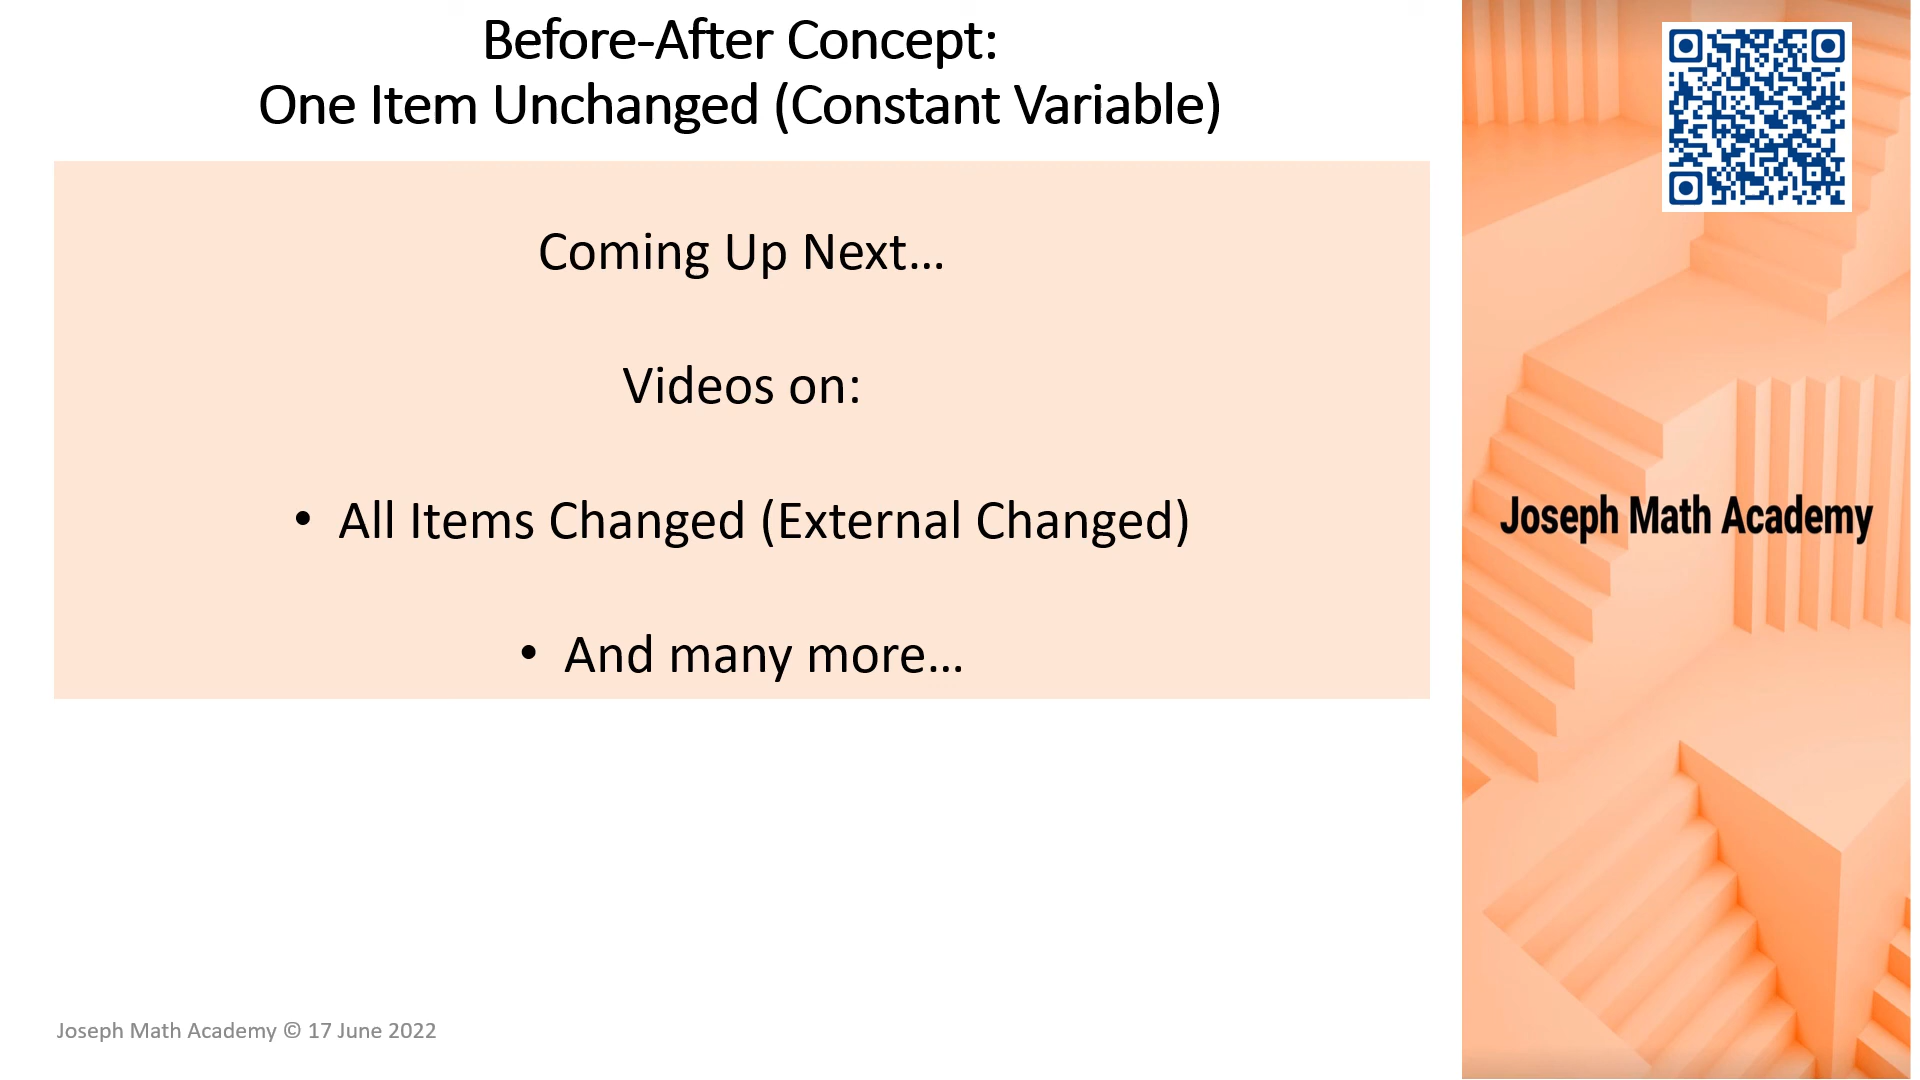 Before-After Concept:
One Item Unchanged (Constant Variable)
Coming Up Next...
Videos on:
• All Items Changed (External Changed)
• And many more...
Joseph Math Academy
Joseph Math Academy © 17 June 2022